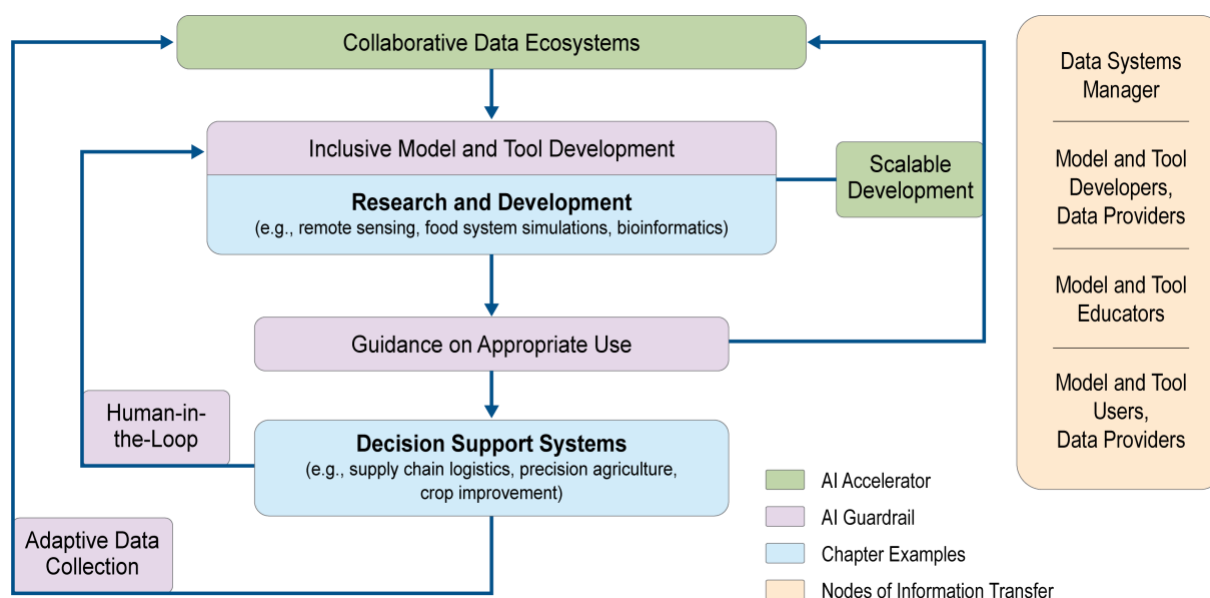 Collaborative Data Ecosystems
Data Systems
Manager
Inclusive Model and Tool Development
Research and Development
(e.g., remote sensing, food system simulations, bioinformatics)
Scalable
Development
Model and Tool
Developers,
Data Providers
Model and Tool
Educators
Guidance on Appropriate Use
Human-in-
the-Loop
Decision Support Systems
(e.g., supply chain logistics, precision agriculture,
crop improvement)
Model and Tool
Users,
Data Providers
Adaptive Data
Collection
AI Accelerator
AI Guardrail
Chapter Examples
Nodes of Information Transfer